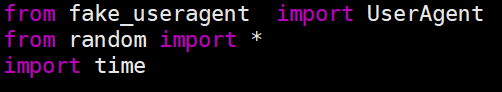 from fake_useragent  import UserAgent
from random import *
import time